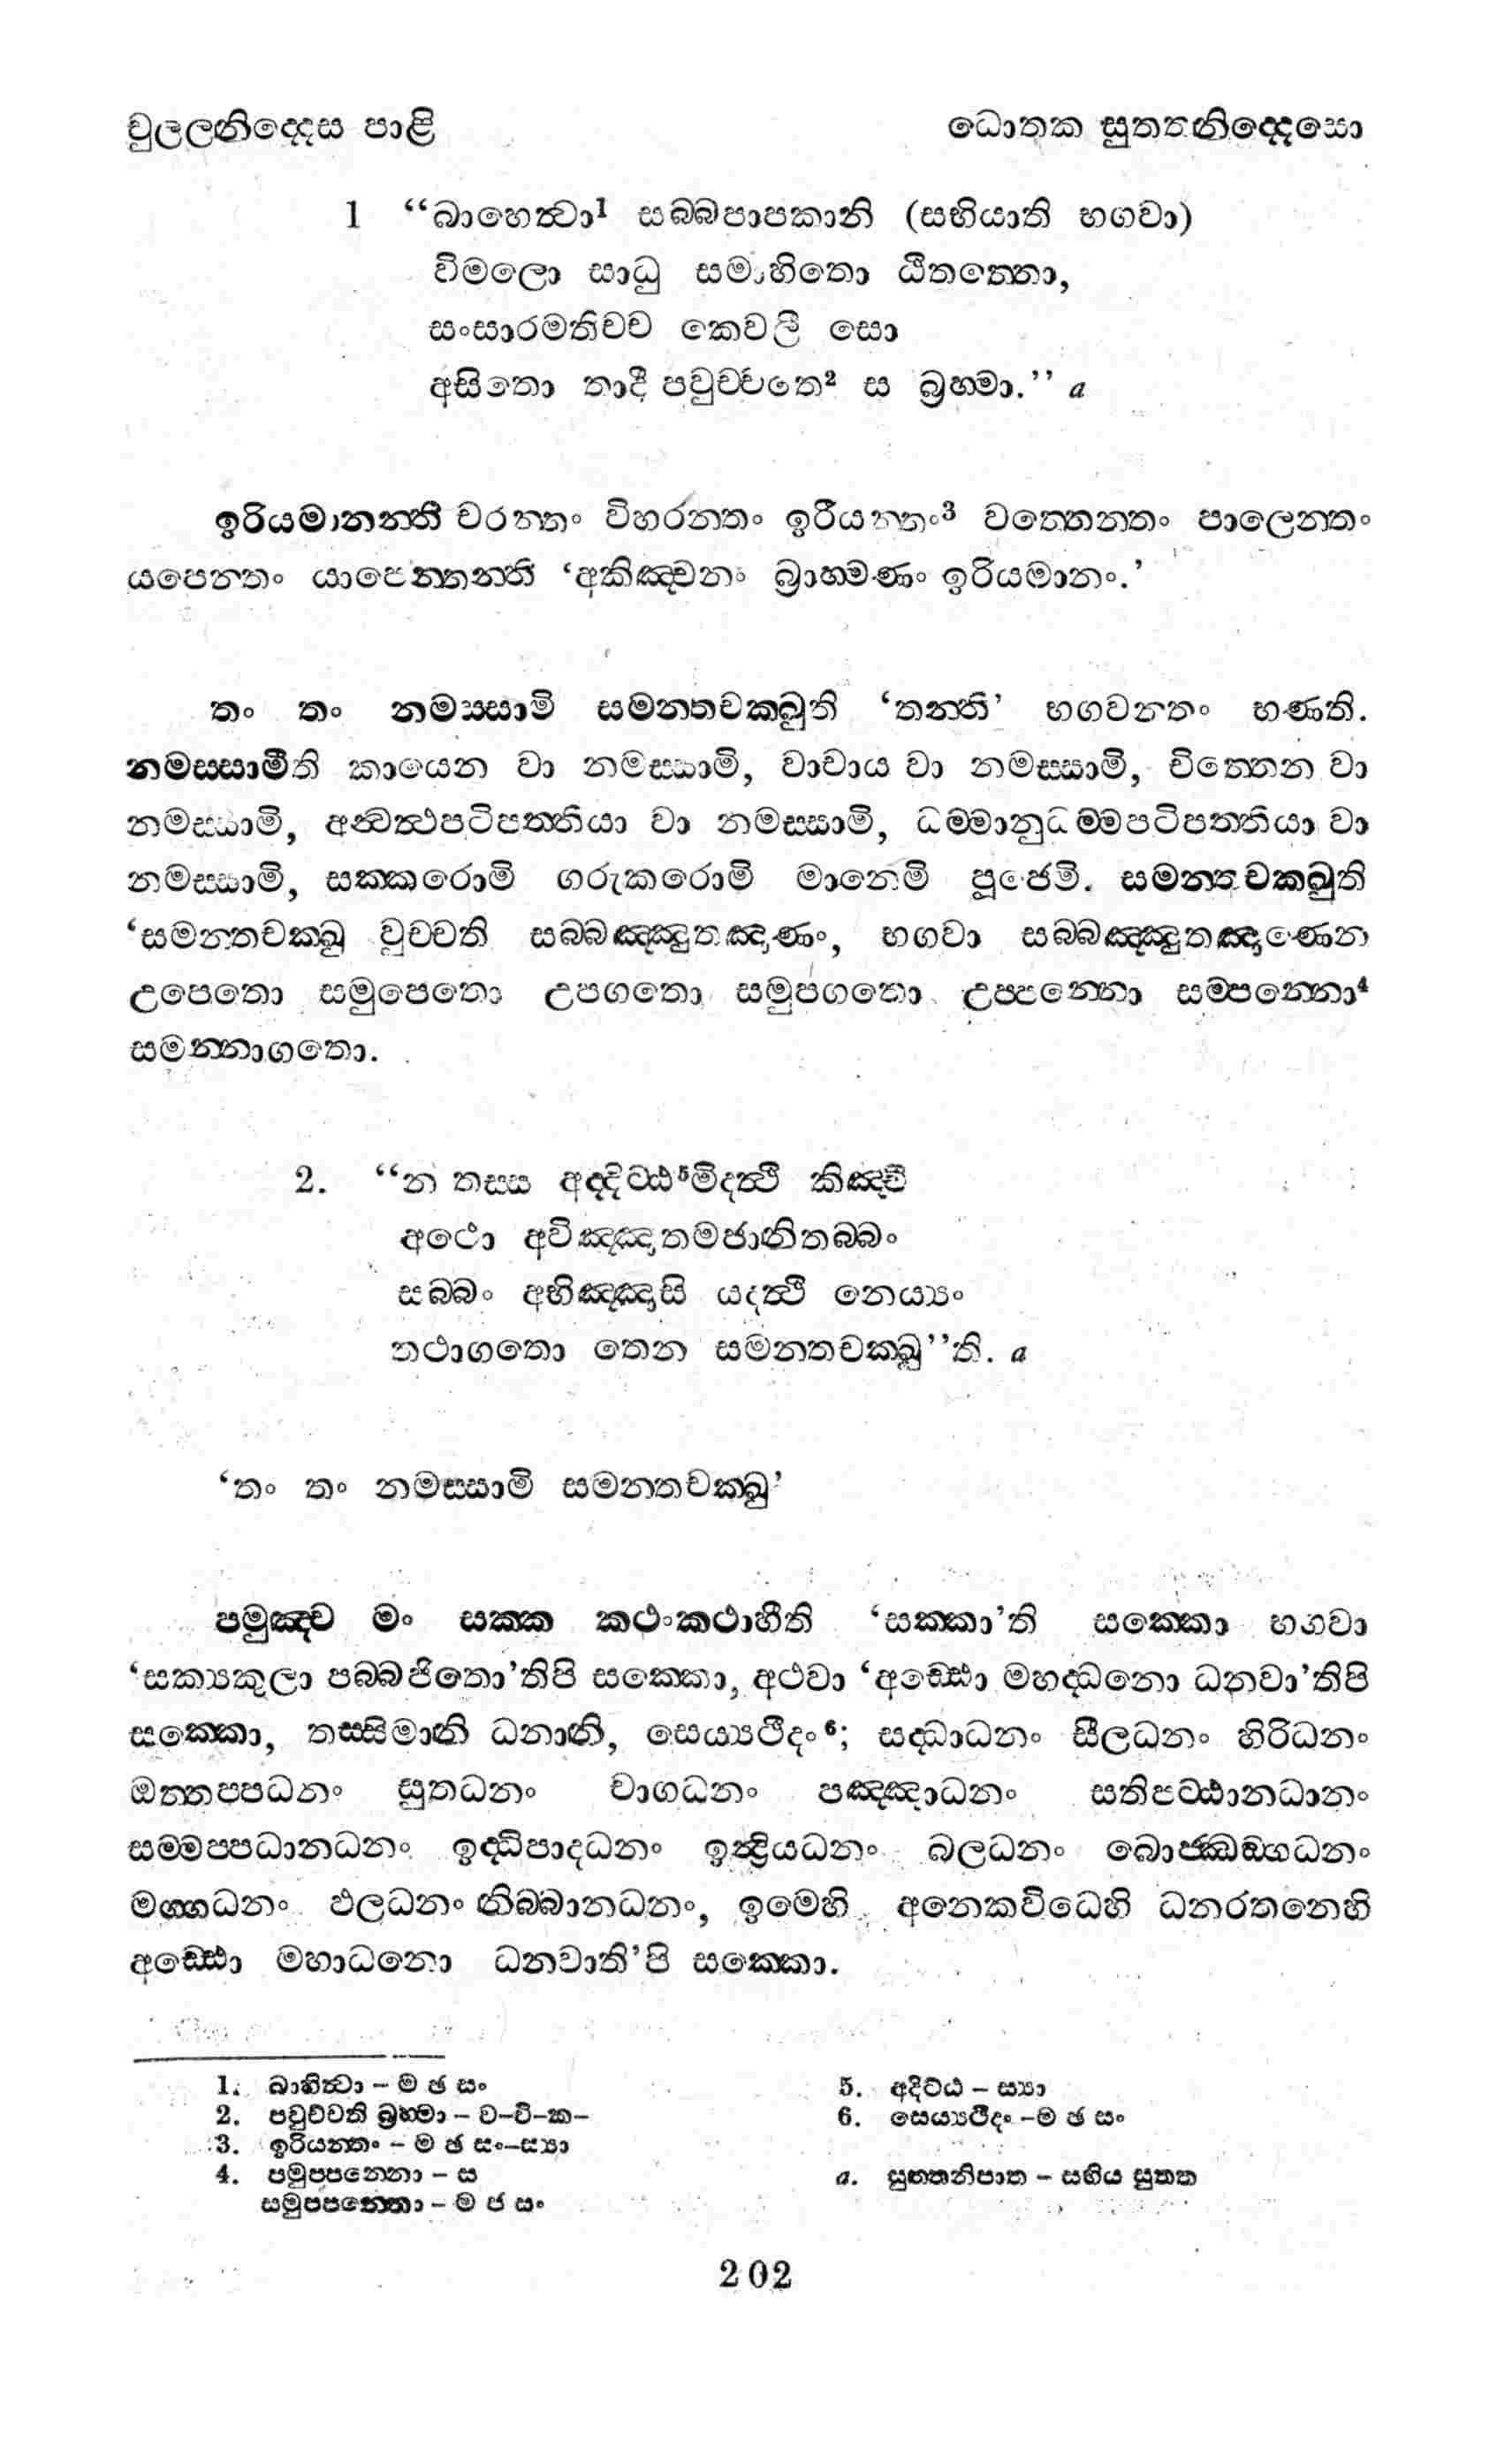 චුල්ලනිද්දෙස පාළි
ධොතක සුත්තනිද්දෙසො
1 “බාහෙත්වා¹ සබ්බපාපකානි (සභියාති භගවා)
විමලො සාධු සමාහිතො ඨිතත්තො,
සංසාරමතිච්ච කෙවලී සො
අසිතො තාදී පවුච්චතෙ² ස බ්‍රහ්මා.” a
ඉරියමානන්ති චරන්තං විහරන්තං ඉරීයන්තං³ වත්තෙන්තං පාලෙන්තං
යපෙන්තං යාපෙන්තන්ති ‘අකිඤ්චනං බ්‍රාහ්මණං ඉරියමානං.’
තං තං නමස්සාමි සමන්තචක්ඛූති ‘තන්ති’ භගවන්තං භණති.
නමස්සාමීති කායෙන වා නමස්සාමි, වාචාය වා නමස්සාමි, චිත්තෙන වා
නමස්සාමි, අන්වත්ථපටිපත්තියා වා නමස්සාමි, ධම්මානුධම්මපටිපත්තියා වා
නමස්සාමි, සක්කරොමි ගරුකරොමි මානෙමි පූජෙමි. සමන්තචක්ඛූති
‘සමන්තචක්ඛු වුච්චති සබ්බඤ්ඤුතඤාණං, භගවා සබ්බඤ්ඤුතඤාණෙන
උපෙතො සමුපෙතො උපගතො සමුපගතො උප්පන්නො සම්පන්නො⁴
සමන්නාගතො.
2. “න තස්ස අද්දිට්ඨ⁵මිදත්ථි කිඤ්චි
අථො අවිඤ්ඤාතමජානිතබ්බං
සබ්බං අභිඤ්ඤාසි යදත්ථි නෙය්‍යං
තථාගතො තෙන සමන්තචක්ඛු”ති. a
‘තං තං නමස්සාමි සමන්තචක්ඛු’
පමුඤ්ච මං සක්ක කථංකථාහීති ‘සක්කා’ති සක්කො භගවා
‘සක්‍යකුලා පබ්බජිතො’තිපි සක්කො, අථවා ‘අඩ්ඪො මහද්ධනො ධනවා’තිපි
සක්කො, තස්සිමානි ධනානි, සෙය්‍යථිදං⁶; සද්ධාධනං සීලධනං හිරිධනං
ඔත්තප්පධනං සුතධනං චාගධනං පඤ්ඤාධනං සතිපට්ඨානධානං
සම්මප්පධානධනං ඉද්ධිපාදධනං ඉන්ද්‍රියධනං බලධනං බොජ්ඣඞ්ගධනං
මග්ගධනං ඵලධනං නිබ්බානධනං, ඉමෙහි අනෙකවිධෙහි ධනරතනෙහි
අඩ්ඪො මහාධනො ධනවාති’පි සක්කො.
1. බාහිත්වා – ම ඡ සං
2. පවුච්චති බ්‍රහ්මා – ව–වි–ක–
3. ඉරියන්තං – ම ඡ සං–ස්‍යා
4. පමුප්පන්නො – ස
සමුප්පන්නො – ම ජ සං
5. අදිට්ඨ – ස්‍යා
6. සෙය්‍යථීදං –ම ඡ සං
a. සුත්තනිපාත – සභිය සුත්ත
202